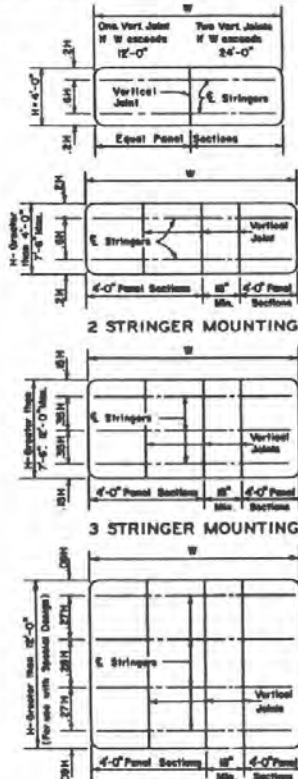 W
One Vert. Joint
If W exceeds
12'-0"
Two Vert. Joints
If W exceeds
24'-0"
H=4'-0"
.2H
.6H
.2H
Vertical
Joint
℄ Stringers
Equal Panel Sections
W
H-Greater
than 4'-0"
7'-6" Max.
.2H
.6H
.2H
℄ Stringers
Vertical
Joint
4'-0" Panel Sections
18"
Min.
4'-0" Panel
Sections
2 STRINGER MOUNTING
W
H-Greater than
7'-6" 12'-0" Max.
.15H
.35H
.35H
.15H
℄ Stringers
Vertical
Joints
4'-0" Panel Sections
18"
Min.
4'-0" Panel
Sections
3 STRINGER MOUNTING
W
H-Greater than 12'-0"
(For use with Special Design)
.09H
.27H
.28H
.27H
.09H
℄ Stringers
Vertical
Joints
4'-0" Panel Sections
18"
Min.
4'-0" Panel
Sections